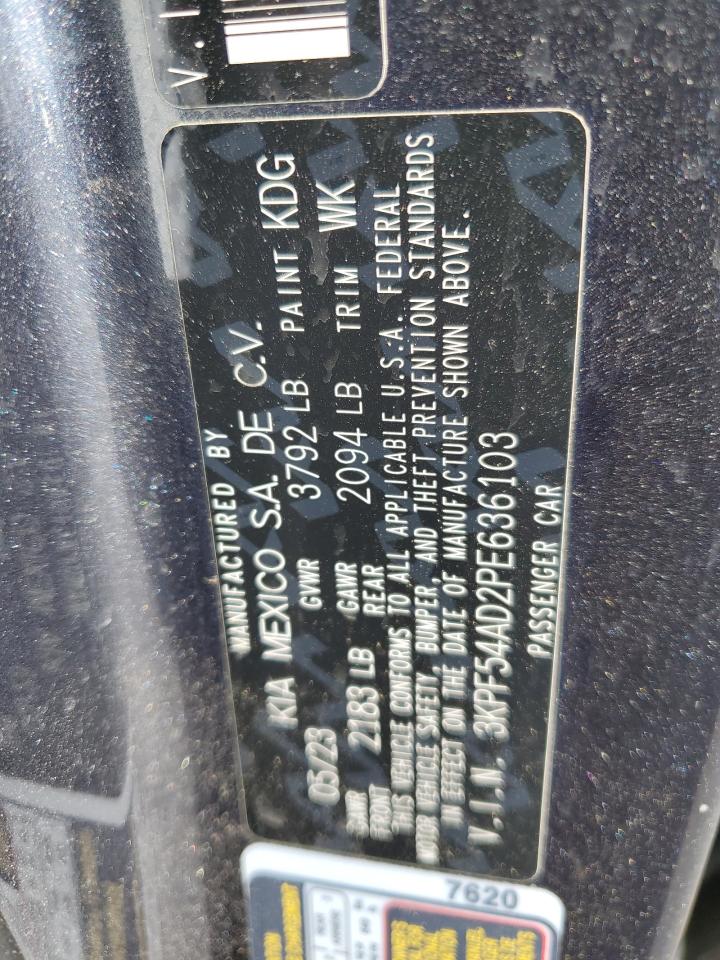 V.I
MANUFACTURED BY
KIA MEXICO S.A. DE C.V.
05/23 GVWR 3792 LB PAINT KDG
GAWR FRONT 2183 LB GAWR REAR 2094 LB TRIM WK
THIS VEHICLE CONFORMS TO ALL APPLICABLE U.S.A. FEDERAL
MOTOR VEHICLE SAFETY, BUMPER, AND THEFT PREVENTION STANDARDS
IN EFFECT ON THE DATE OF MANUFACTURE SHOWN ABOVE.
V.I.N. 3KPF54AD2PE636103
PASSENGER CAR
7620